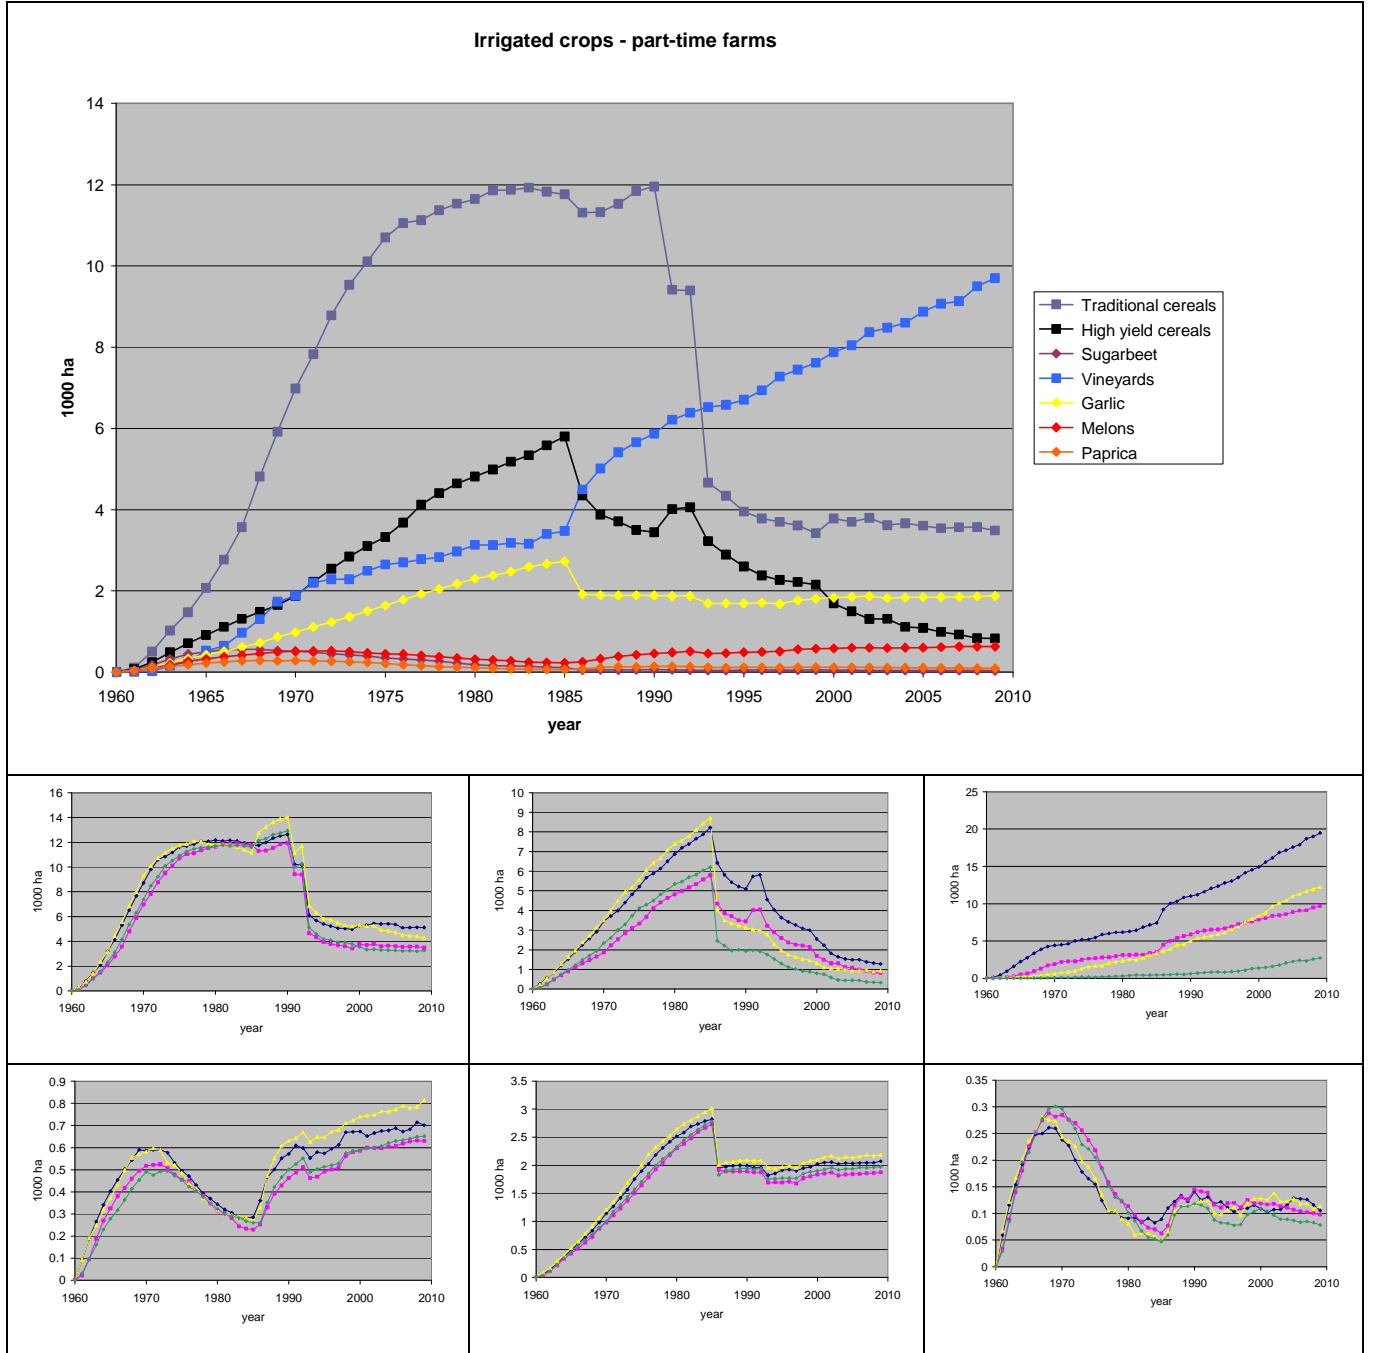 Irrigated crops - part-time farms
14
12
10
8
6
4
2
0
1000 ha
1960 1965 1970 1975 1980 1985 1990 1995 2000 2005 2010
year
Traditional cereals
High yield cereals
Sugarbeet
Vineyards
Garlic
Melons
Paprica
16
14
12
10
8
6
4
2
0
1000 ha
1960 1970 1980 1990 2000 2010
year
10
9
8
7
6
5
4
3
2
1
0
1000 ha
1960 1970 1980 1990 2000 2010
year
25
20
15
10
5
0
1000 ha
1960 1970 1980 1990 2000 2010
year
0.9
0.8
0.7
0.6
0.5
0.4
0.3
0.2
0.1
0
1000 ha
1960 1970 1980 1990 2000 2010
year
3.5
3
2.5
2
1.5
1
0.5
0
1000 ha
1960 1970 1980 1990 2000 2010
year
0.35
0.3
0.25
0.2
0.15
0.1
0.05
0
1000 ha
1960 1970 1980 1990 2000 2010
year